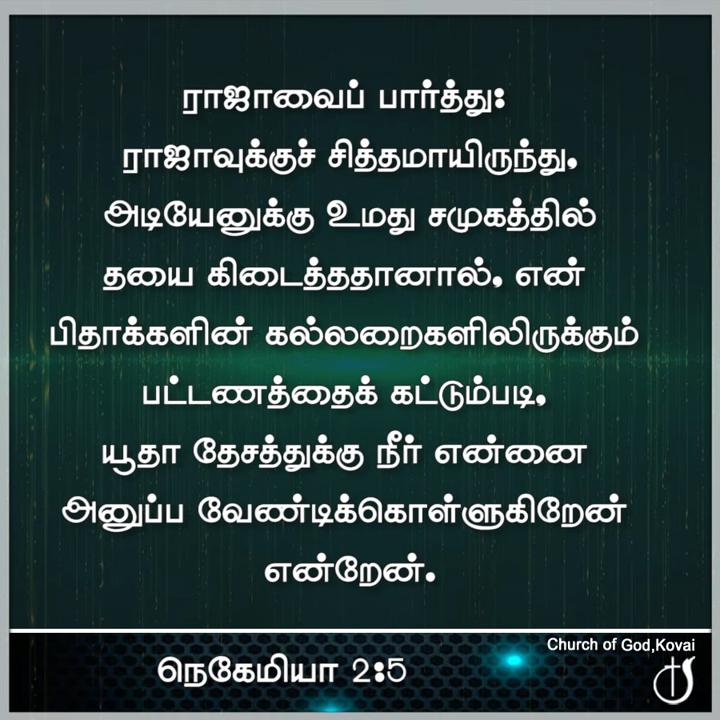 ராஜாவைப் பார்த்து:
ராஜாவுக்குச் சித்தமாயிருந்து,
அடியேனுக்கு உமது சமுகத்தில்
தயை கிடைத்ததானால், என்
பிதாக்களின் கல்லறைகளிலிருக்கும்
பட்டணத்தைக் கட்டும்படி,
யூதா தேசத்துக்கு நீர் என்னை
அனுப்ப வேண்டிக்கொள்ளுகிறேன்
என்றேன்.
Church of God,Kovai
நெகேமியா 2:5